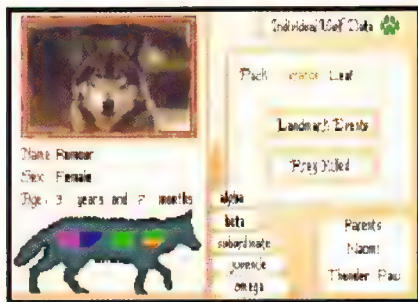 Individual Wolf Data
Pack Leaf
Landmark Events
Prey Killed
Name Rumour
Sex: Female
Age: 3 years and 7 months
alpha
beta
subordinate
juvenile
omega
Parents
Naomi
Thunder Paw